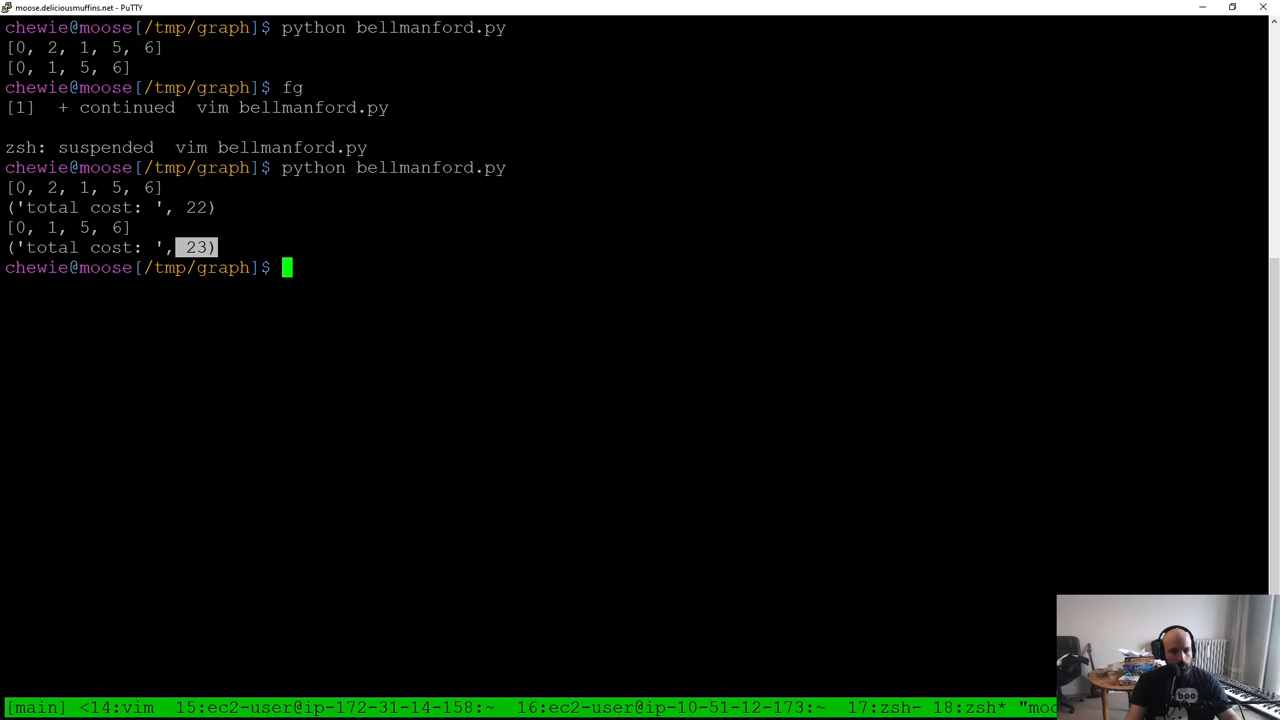 moose.deliciousmuffins.net - PuTTY
chewie@moose[/tmp/graph]$ python bellmanford.py
[0, 2, 1, 5, 6]
[0, 1, 5, 6]
chewie@moose[/tmp/graph]$ fg
[1]  + continued  vim bellmanford.py
zsh: suspended  vim bellmanford.py
chewie@moose[/tmp/graph]$ python bellmanford.py
[0, 2, 1, 5, 6]
('total cost: ', 22)
[0, 1, 5, 6]
('total cost: ', 23)
chewie@moose[/tmp/graph]$
boo
[main] <14:vim  15:ec2-user@ip-172-31-14-158:~  16:ec2-user@ip-10-51-12-173:~  17:zsh- 18:zsh* "moo